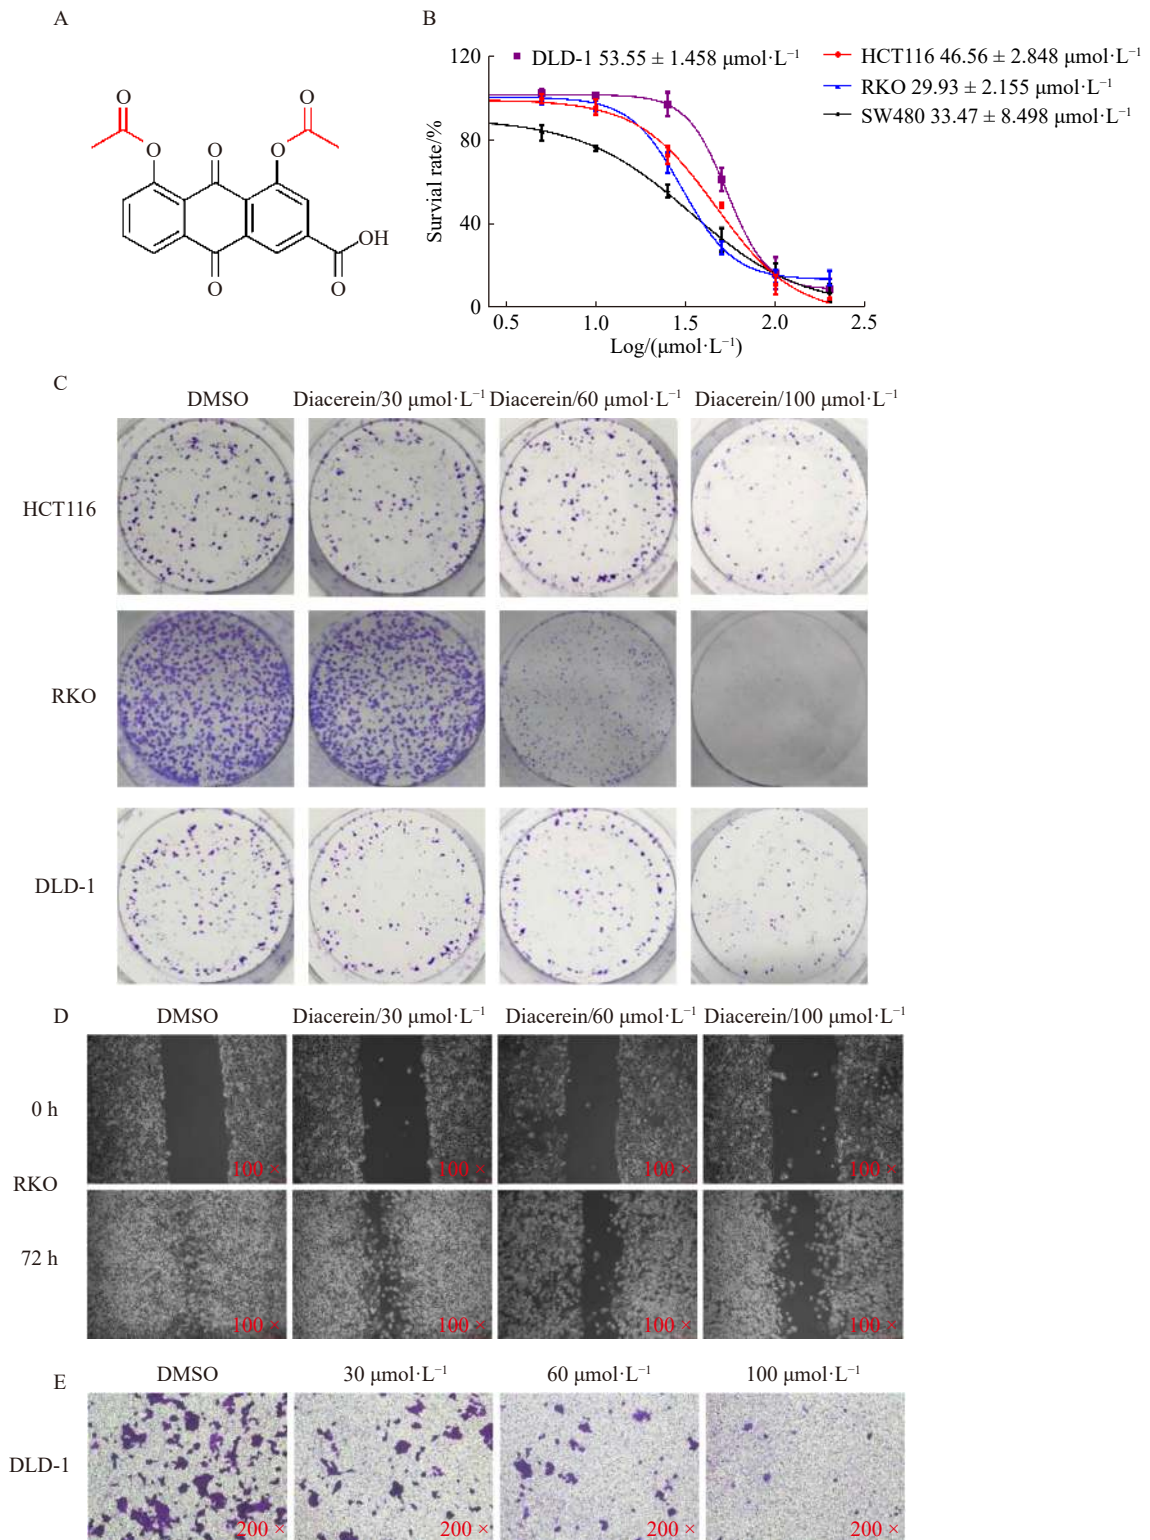 A
O
O
O
O
O
O
OH
O
B
DLD-1 53.55 ± 1.458 μmol·L⁻¹
HCT116 46.56 ± 2.848 μmol·L⁻¹
RKO 29.93 ± 2.155 μmol·L⁻¹
SW480 33.47 ± 8.498 μmol·L⁻¹
Survial rate/%
120
80
40
0
0.5 1.0 1.5 2.0 2.5
Log/(μmol·L⁻¹)
C
DMSO Diacerein/30 μmol·L⁻¹ Diacerein/60 μmol·L⁻¹ Diacerein/100 μmol·L⁻¹
HCT116
RKO
DLD-1
D
DMSO Diacerein/30 μmol·L⁻¹ Diacerein/60 μmol·L⁻¹ Diacerein/100 μmol·L⁻¹
0 h
100 × 100 × 100 × 100 ×
RKO
72 h
100 × 100 × 100 × 100 ×
E
DMSO 30 μmol·L⁻¹ 60 μmol·L⁻¹ 100 μmol·L⁻¹
DLD-1
200 × 200 × 200 × 200 ×